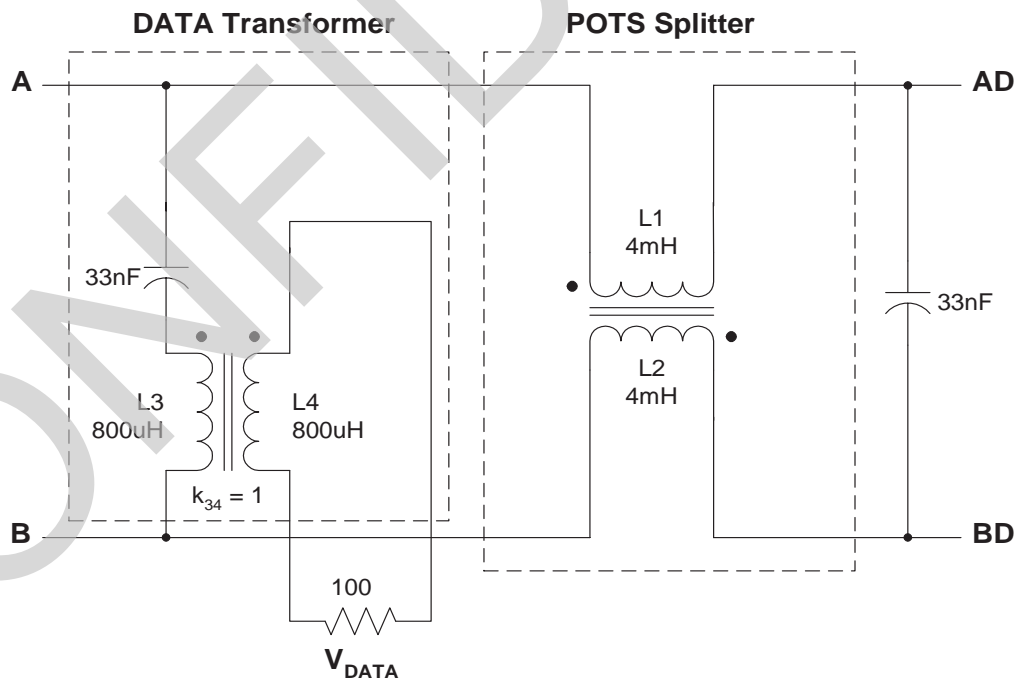 DATA Transformer
POTS Splitter
A
AD
L1
4mH
33nF
33nF
L3
800uH
L4
800uH
L2
4mH
k34 = 1
B
BD
100
VDATA
ONFID